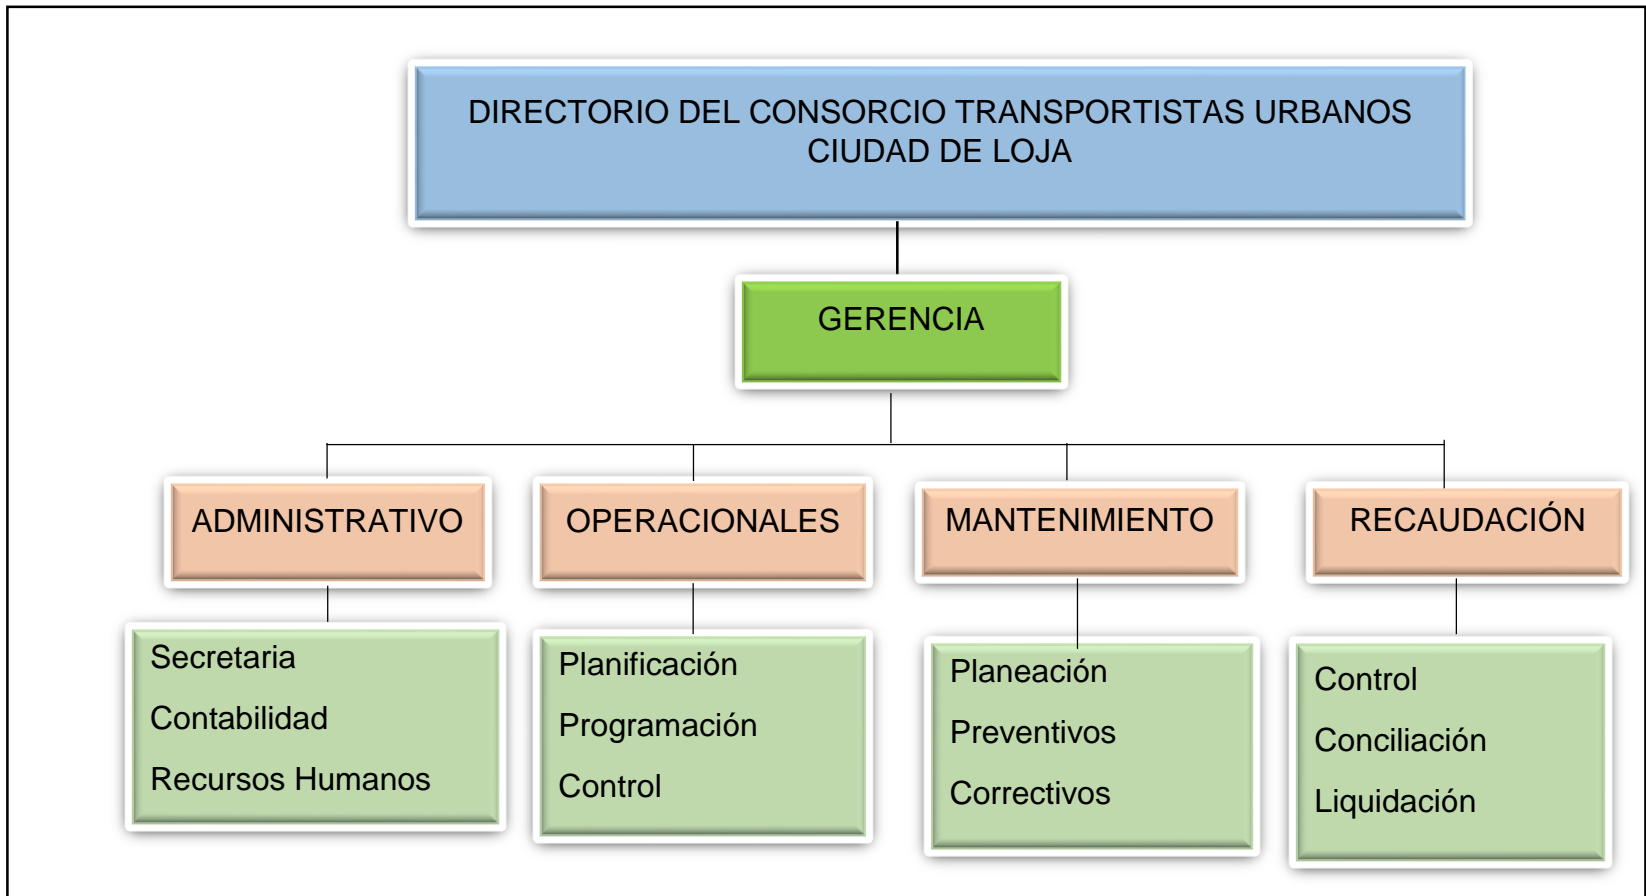 DIRECTORIO DEL CONSORCIO TRANSPORTISTAS URBANOS
CIUDAD DE LOJA
GERENCIA
ADMINISTRATIVO
OPERACIONALES
MANTENIMIENTO
RECAUDACIÓN
Secretaria
Contabilidad
Recursos Humanos
Planificación
Programación
Control
Planeación
Preventivos
Correctivos
Control
Conciliación
Liquidación